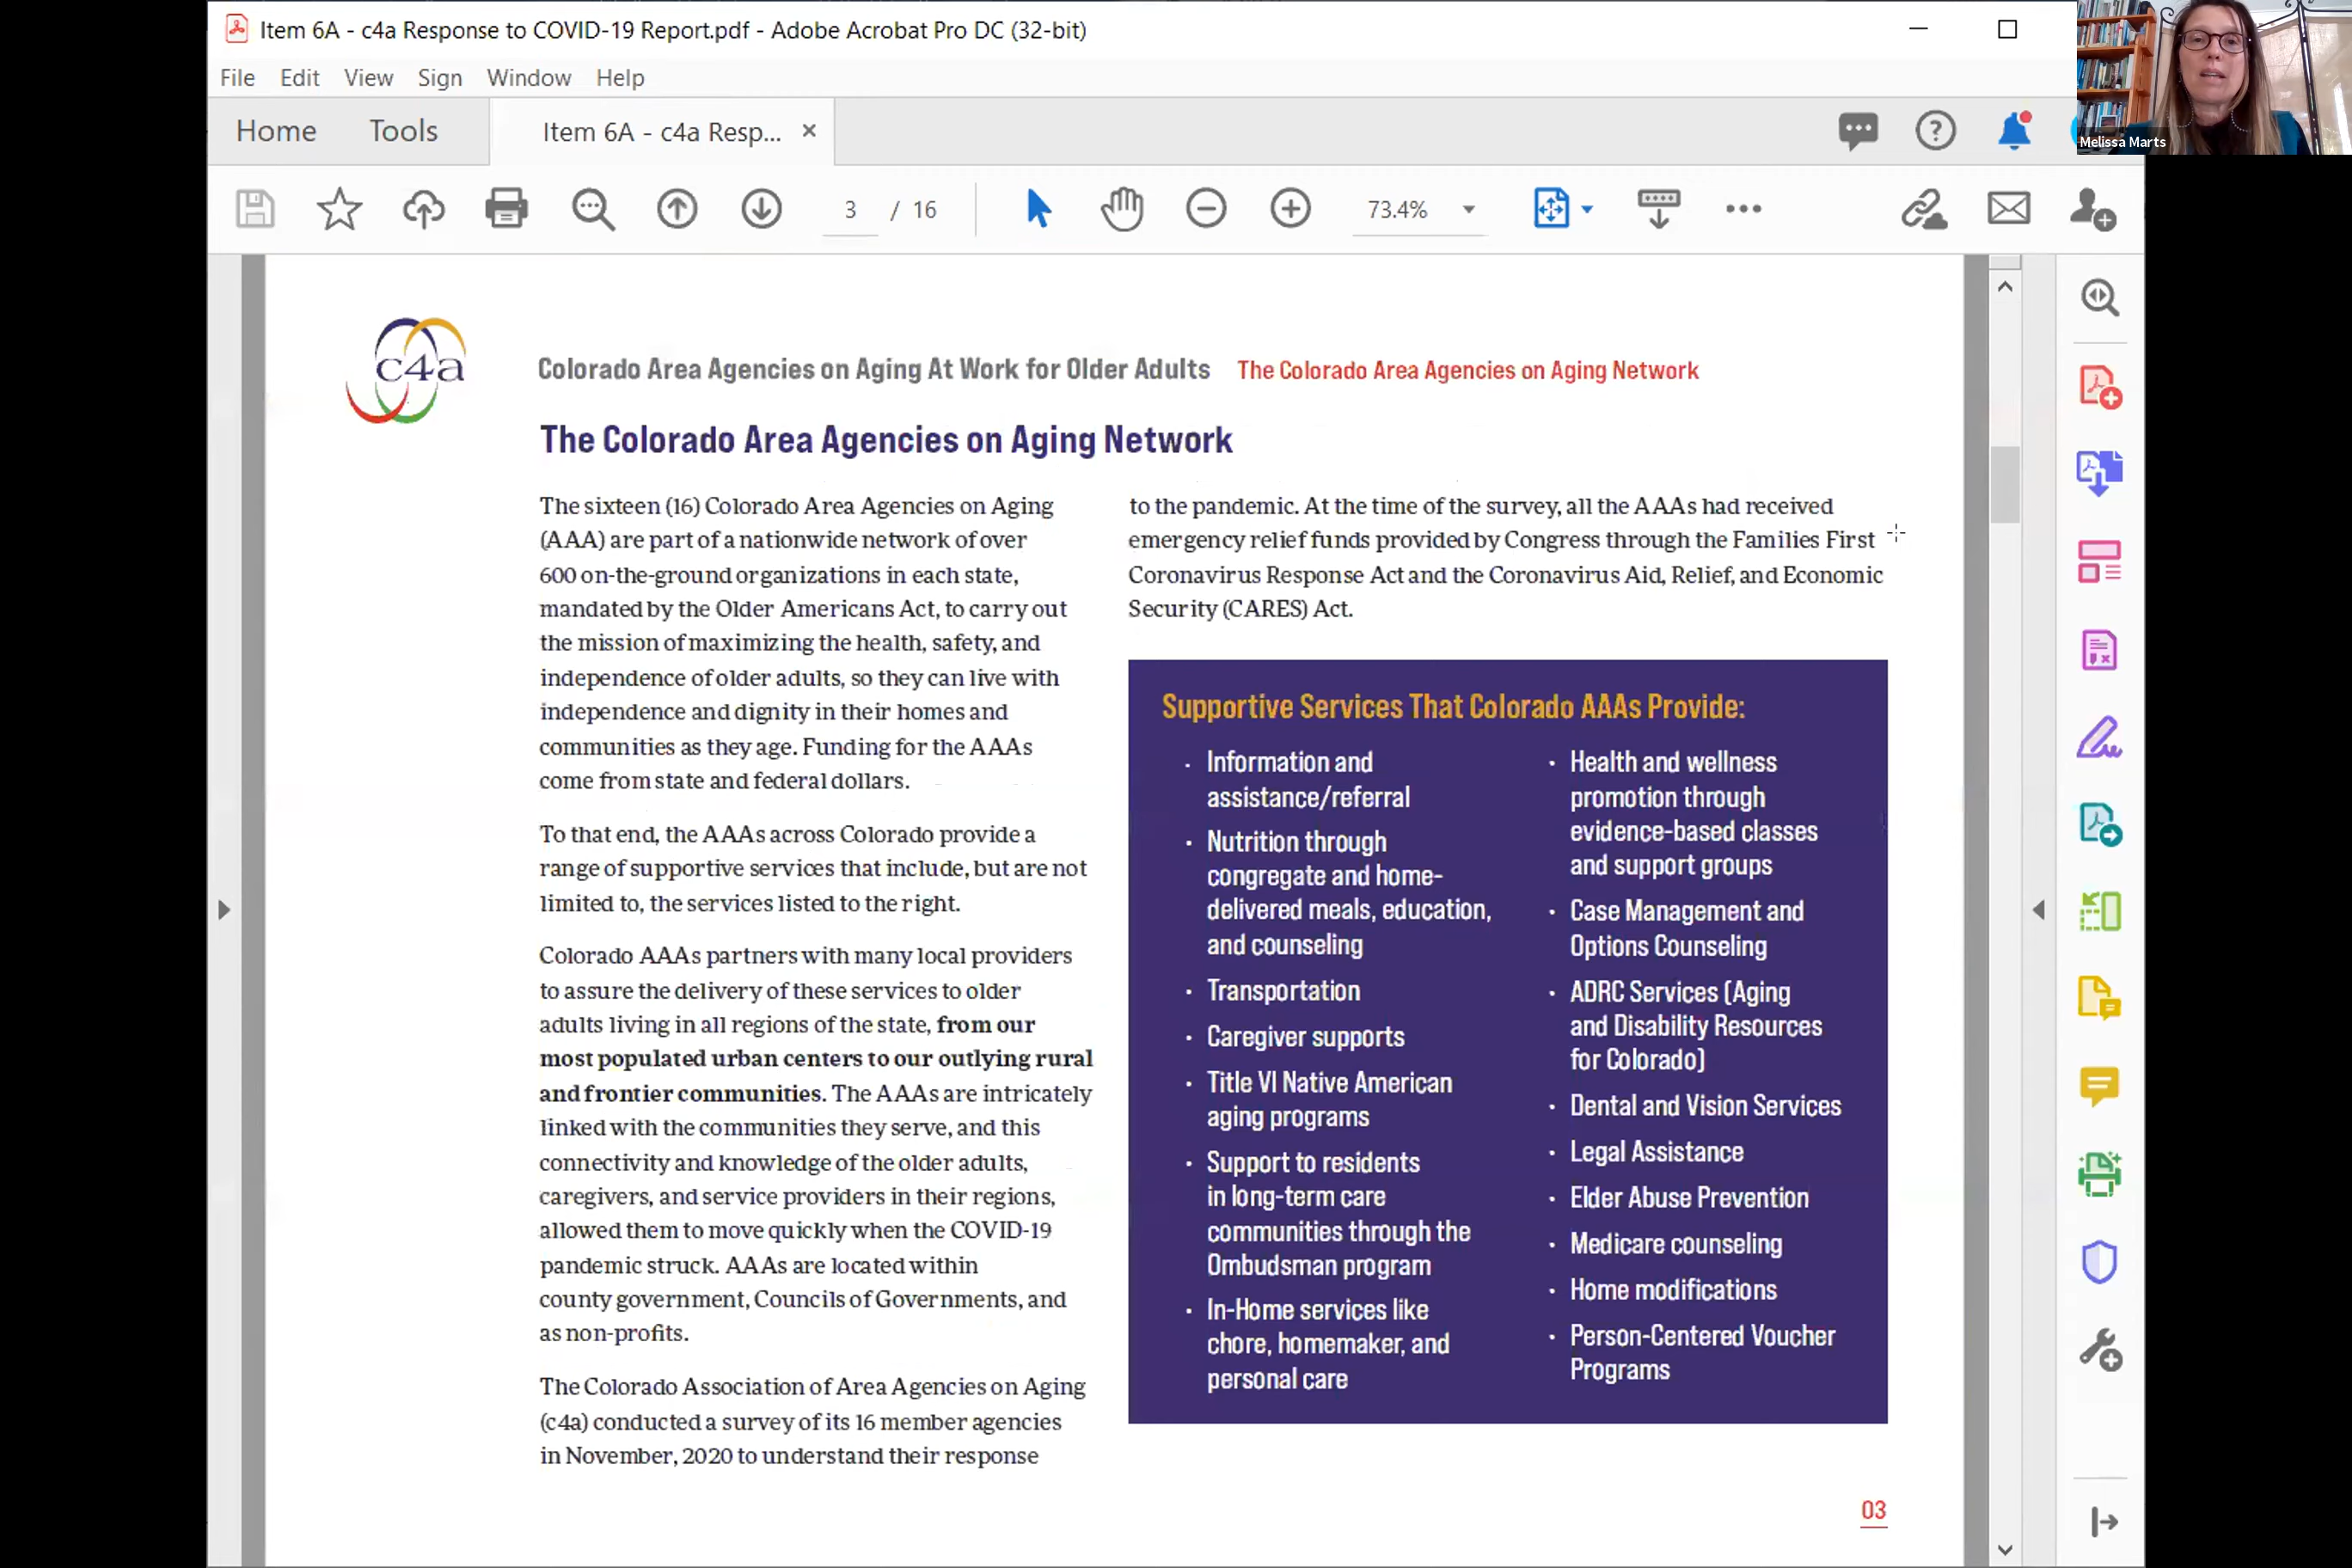 Item 6A - c4a Response to COVID-19 Report.pdf - Adobe Acrobat Pro DC (32-bit)
File Edit View Sign Window Help
Home Tools Item 6A - c4a Resp... ×
Melissa Marts
3 / 16 73.4%
c4a
Colorado Area Agencies on Aging At Work for Older Adults The Colorado Area Agencies on Aging Network
The Colorado Area Agencies on Aging Network
The sixteen (16) Colorado Area Agencies on Aging
(AAA) are part of a nationwide network of over
600 on-the-ground organizations in each state,
mandated by the Older Americans Act, to carry out
the mission of maximizing the health, safety, and
independence of older adults, so they can live with
independence and dignity in their homes and
communities as they age. Funding for the AAAs
come from state and federal dollars.
To that end, the AAAs across Colorado provide a
range of supportive services that include, but are not
limited to, the services listed to the right.
Colorado AAAs partners with many local providers
to assure the delivery of these services to older
adults living in all regions of the state, from our
most populated urban centers to our outlying rural
and frontier communities. The AAAs are intricately
linked with the communities they serve, and this
connectivity and knowledge of the older adults,
caregivers, and service providers in their regions,
allowed them to move quickly when the COVID-19
pandemic struck. AAAs are located within
county government, Councils of Governments, and
as non-profits.
The Colorado Association of Area Agencies on Aging
(c4a) conducted a survey of its 16 member agencies
in November, 2020 to understand their response
to the pandemic. At the time of the survey, all the AAAs had received
emergency relief funds provided by Congress through the Families First
Coronavirus Response Act and the Coronavirus Aid, Relief, and Economic
Security (CARES) Act.
Supportive Services That Colorado AAAs Provide:
· Information and
assistance/referral
· Nutrition through
congregate and home-
delivered meals, education,
and counseling
· Transportation
· Caregiver supports
· Title VI Native American
aging programs
· Support to residents
in long-term care
communities through the
Ombudsman program
· In-Home services like
chore, homemaker, and
personal care
· Health and wellness
promotion through
evidence-based classes
and support groups
· Case Management and
Options Counseling
· ADRC Services (Aging
and Disability Resources
for Colorado)
· Dental and Vision Services
· Legal Assistance
· Elder Abuse Prevention
· Medicare counseling
· Home modifications
· Person-Centered Voucher
Programs
03